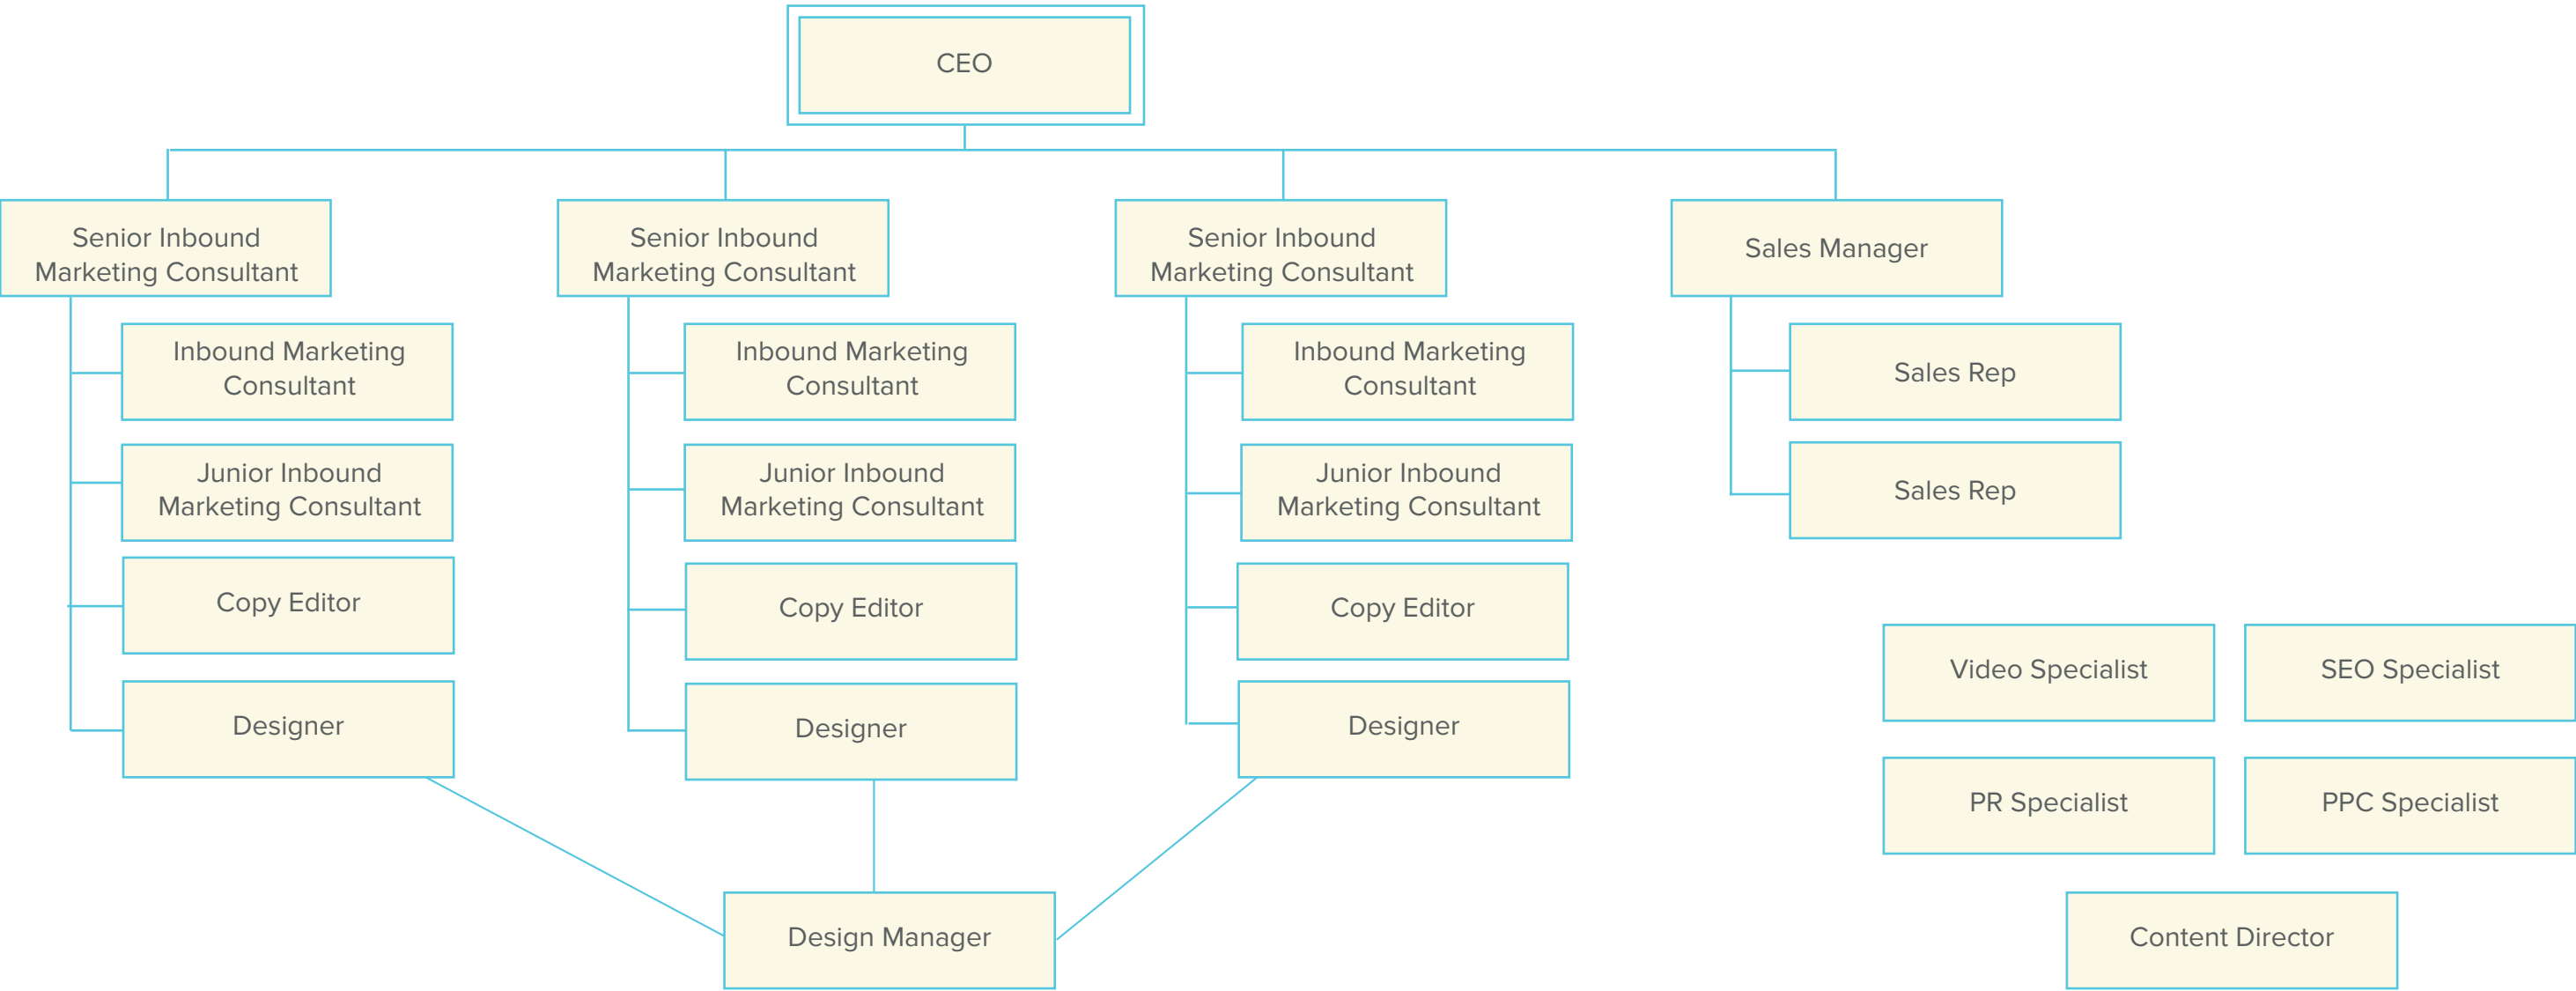 CEO
Senior Inbound
Marketing Consultant
Inbound Marketing
Consultant
Junior Inbound
Marketing Consultant
Copy Editor
Designer
Senior Inbound
Marketing Consultant
Inbound Marketing
Consultant
Junior Inbound
Marketing Consultant
Copy Editor
Designer
Senior Inbound
Marketing Consultant
Inbound Marketing
Consultant
Junior Inbound
Marketing Consultant
Copy Editor
Designer
Sales Manager
Sales Rep
Sales Rep
Design Manager
Video Specialist
SEO Specialist
PR Specialist
PPC Specialist
Content Director